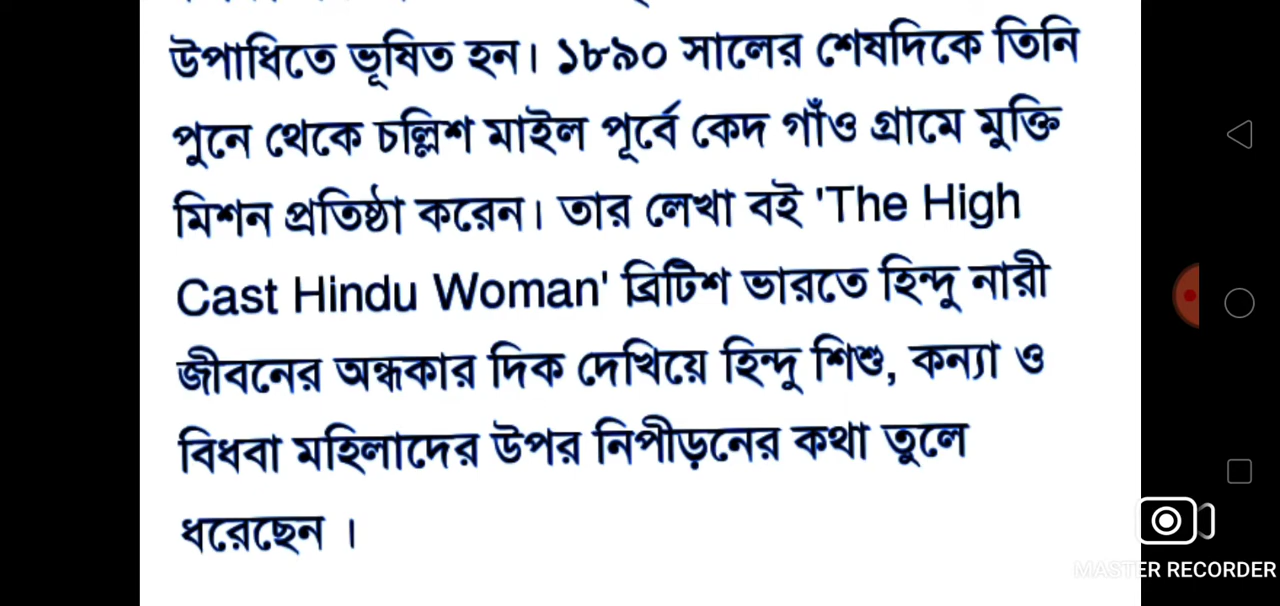 উপাধিতে ভূষিত হন। ১৮৯০ সালের শেষদিকে তিনি
পুনে থেকে চল্লিশ মাইল পূর্বে কেদ গাঁও গ্রামে মুক্তি
মিশন প্রতিষ্ঠা করেন। তার লেখা বই 'The High
Cast Hindu Woman' ব্রিটিশ ভারতে হিন্দু নারী
জীবনের অন্ধকার দিক দেখিয়ে হিন্দু শিশু, কন্যা ও
বিধবা মহিলাদের উপর নিপীড়নের কথা তুলে
ধরেছেন ।
MASTER RECORDER